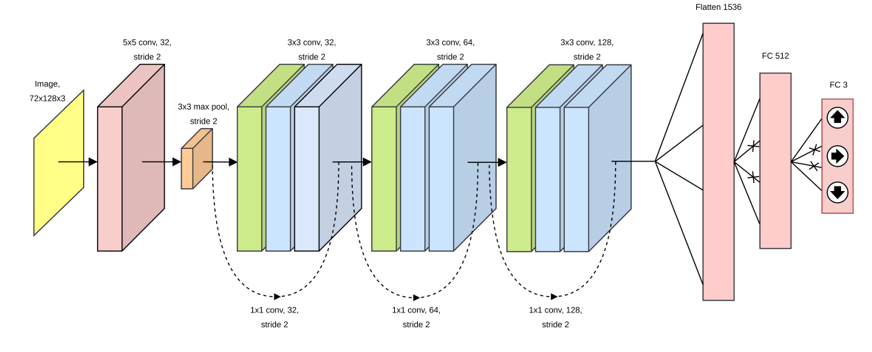 Image,
72x128x3
5x5 conv, 32,
stride 2
3x3 max pool,
stride 2
3x3 conv, 32,
stride 2
1x1 conv, 32,
stride 2
3x3 conv, 64,
stride 2
1x1 conv, 64,
stride 2
3x3 conv, 128,
stride 2
1x1 conv, 128,
stride 2
Flatten 1536
FC 512
FC 3